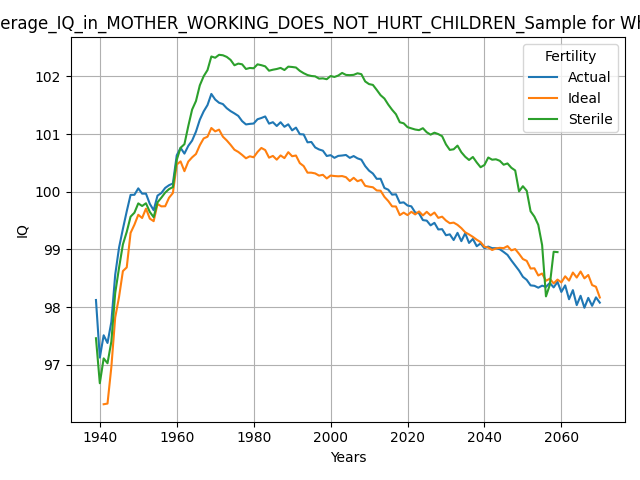 erage_IQ_in_MOTHER_WORKING_DOES_NOT_HURT_CHILDREN_Sample for Wh
Fertility
Actual
Ideal
Sterile
IQ
102
101
100
99
98
97
1940
1960
1980
2000
2020
2040
2060
Years